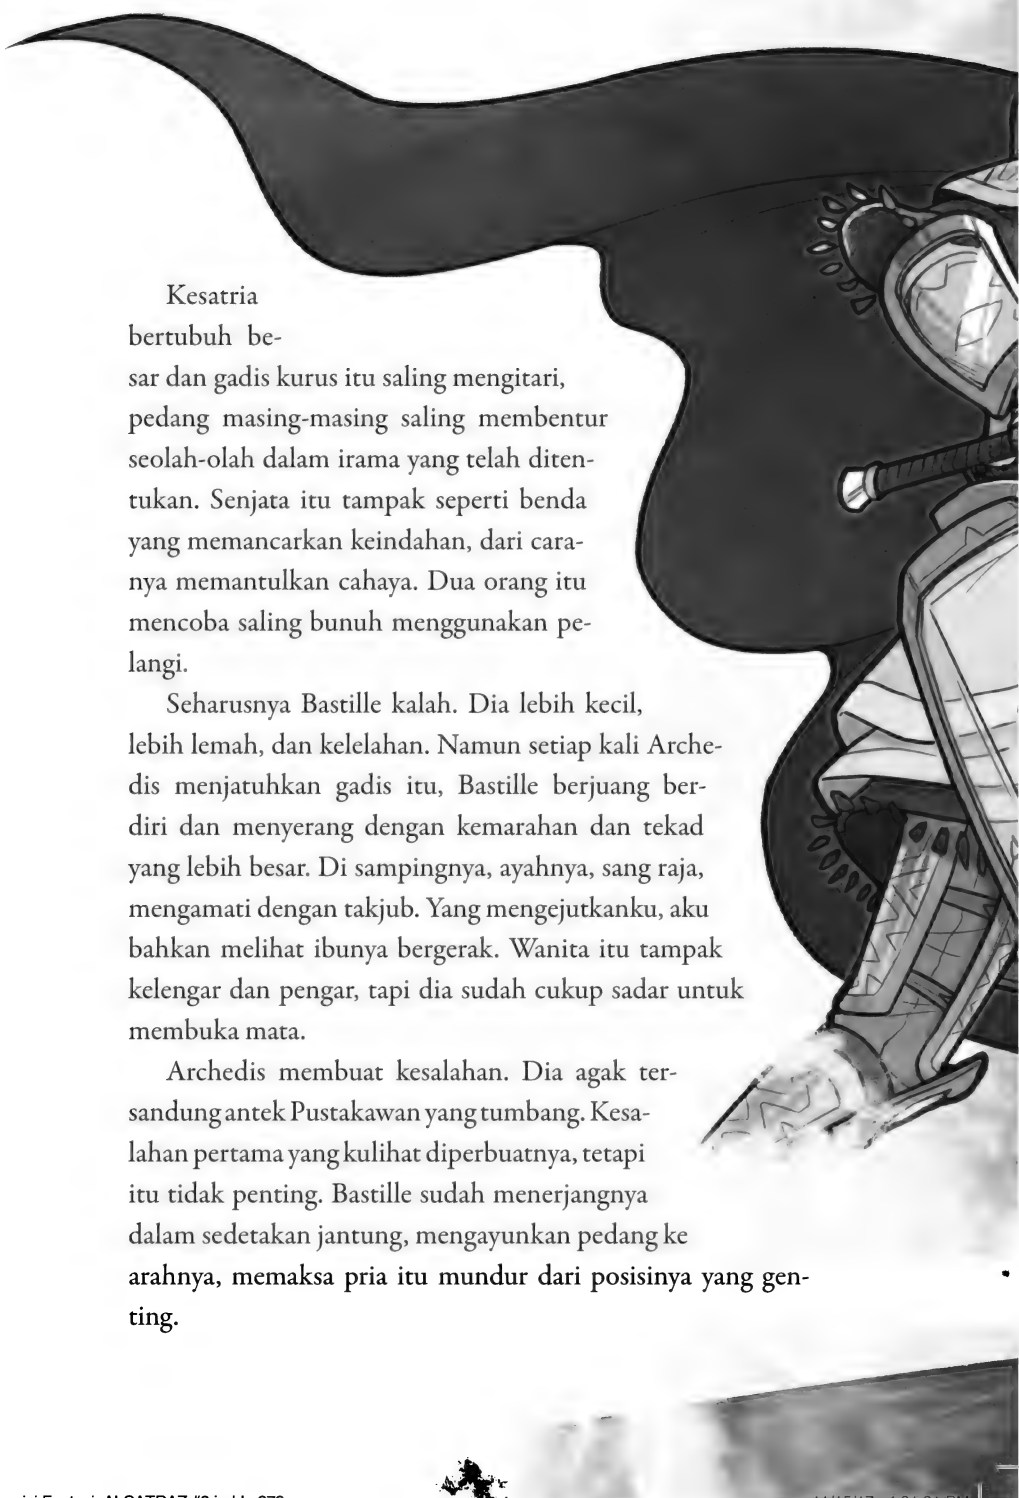 Kesatria
bertubuh be-
sar dan gadis kurus itu saling mengitari,
pedang masing-masing saling membentur
seolah-olah dalam irama yang telah diten-
tukan. Senjata itu tampak seperti benda
yang memancarkan keindahan, dari cara-
nya memantulkan cahaya. Dua orang itu
mencoba saling bunuh menggunakan pe-
langi.
Seharusnya Bastille kalah. Dia lebih kecil,
lebih lemah, dan kelelahan. Namun setiap kali Arche-
dis menjatuhkan gadis itu, Bastille berjuang ber-
diri dan menyerang dengan kemarahan dan tekad
yang lebih besar. Di sampingnya, ayahnya, sang raja,
mengamati dengan takjub. Yang mengejutkanku, aku
bahkan melihat ibunya bergerak. Wanita itu tampak
kelengar dan pengar, tapi dia sudah cukup sadar untuk
membuka mata.
Archedis membuat kesalahan. Dia agak ter-
sandung antek Pustakawan yang tumbang. Kesa-
lahan pertama yang kulihat diperbuatnya, tetapi
itu tidak penting. Bastille sudah menerjangnya
dalam sedetakan jantung, mengayunkan pedang ke
arahnya, memaksa pria itu mundur dari posisinya yang gen-
ting.